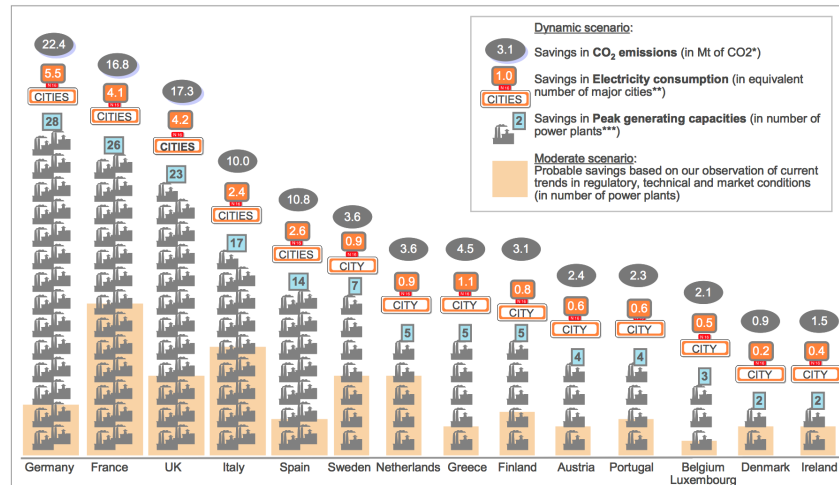 Dynamic scenario:
3.1
Savings in CO₂ emissions (in Mt of CO2*)
1.0
CITIES
Savings in Electricity consumption (in equivalent
number of major cities**)
Savings in Peak generating capacities (in number
of power plants***)
2
Moderate scenario:
Probable savings based on our observation of current
trends in regulatory, technical and market conditions
(in number of power plants)
22.4
5.5
CITIES
28
16.8
4.1
CITIES
26
17.3
4.2
CITIES
23
10.0
2.4
CITIES
17
10.8
2.6
CITIES
14
3.6
0.9
CITY
7
3.6
0.9
CITY
5
4.5
1.1
CITY
5
3.1
0.8
CITY
5
2.4
0.6
CITY
4
2.3
0.6
CITY
4
2.1
0.5
CITY
3
0.9
0.2
CITY
2
1.5
0.4
CITY
2
Germany
France
UK
Italy
Spain
Sweden
Netherlands
Greece
Finland
Austria
Portugal
Belgium
Luxembourg
Denmark
Ireland